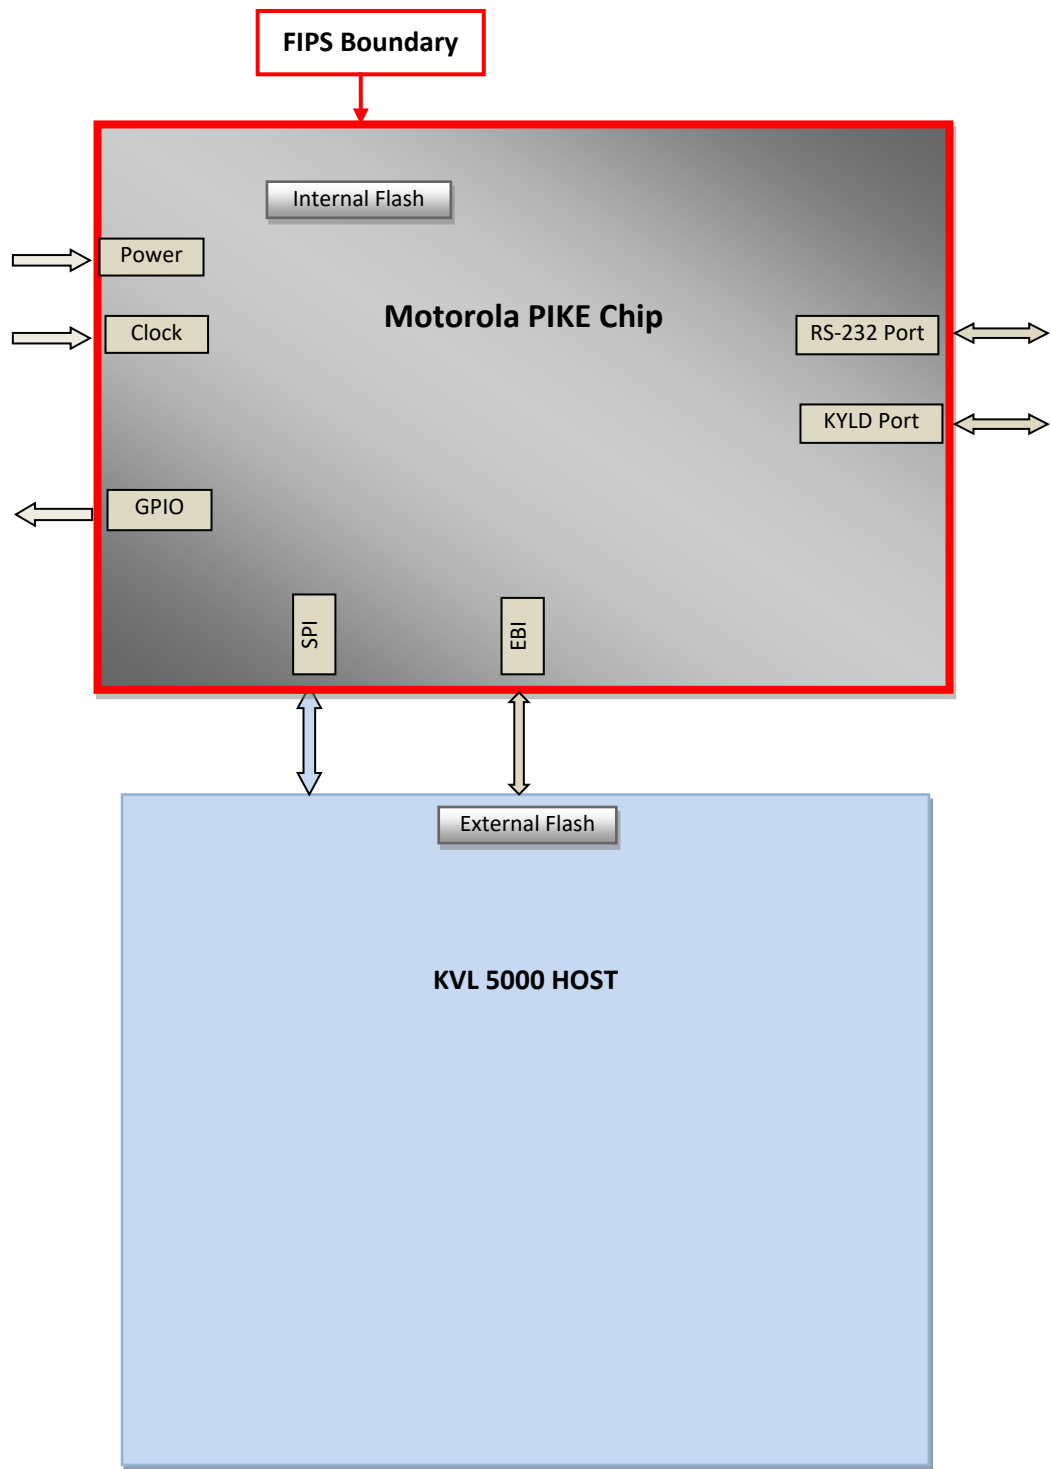 FIPS Boundary
Internal Flash
Power
Motorola PIKE Chip
Clock
RS-232 Port
KYLD Port
GPIO
SPI
EBI
External Flash
KVL 5000 HOST